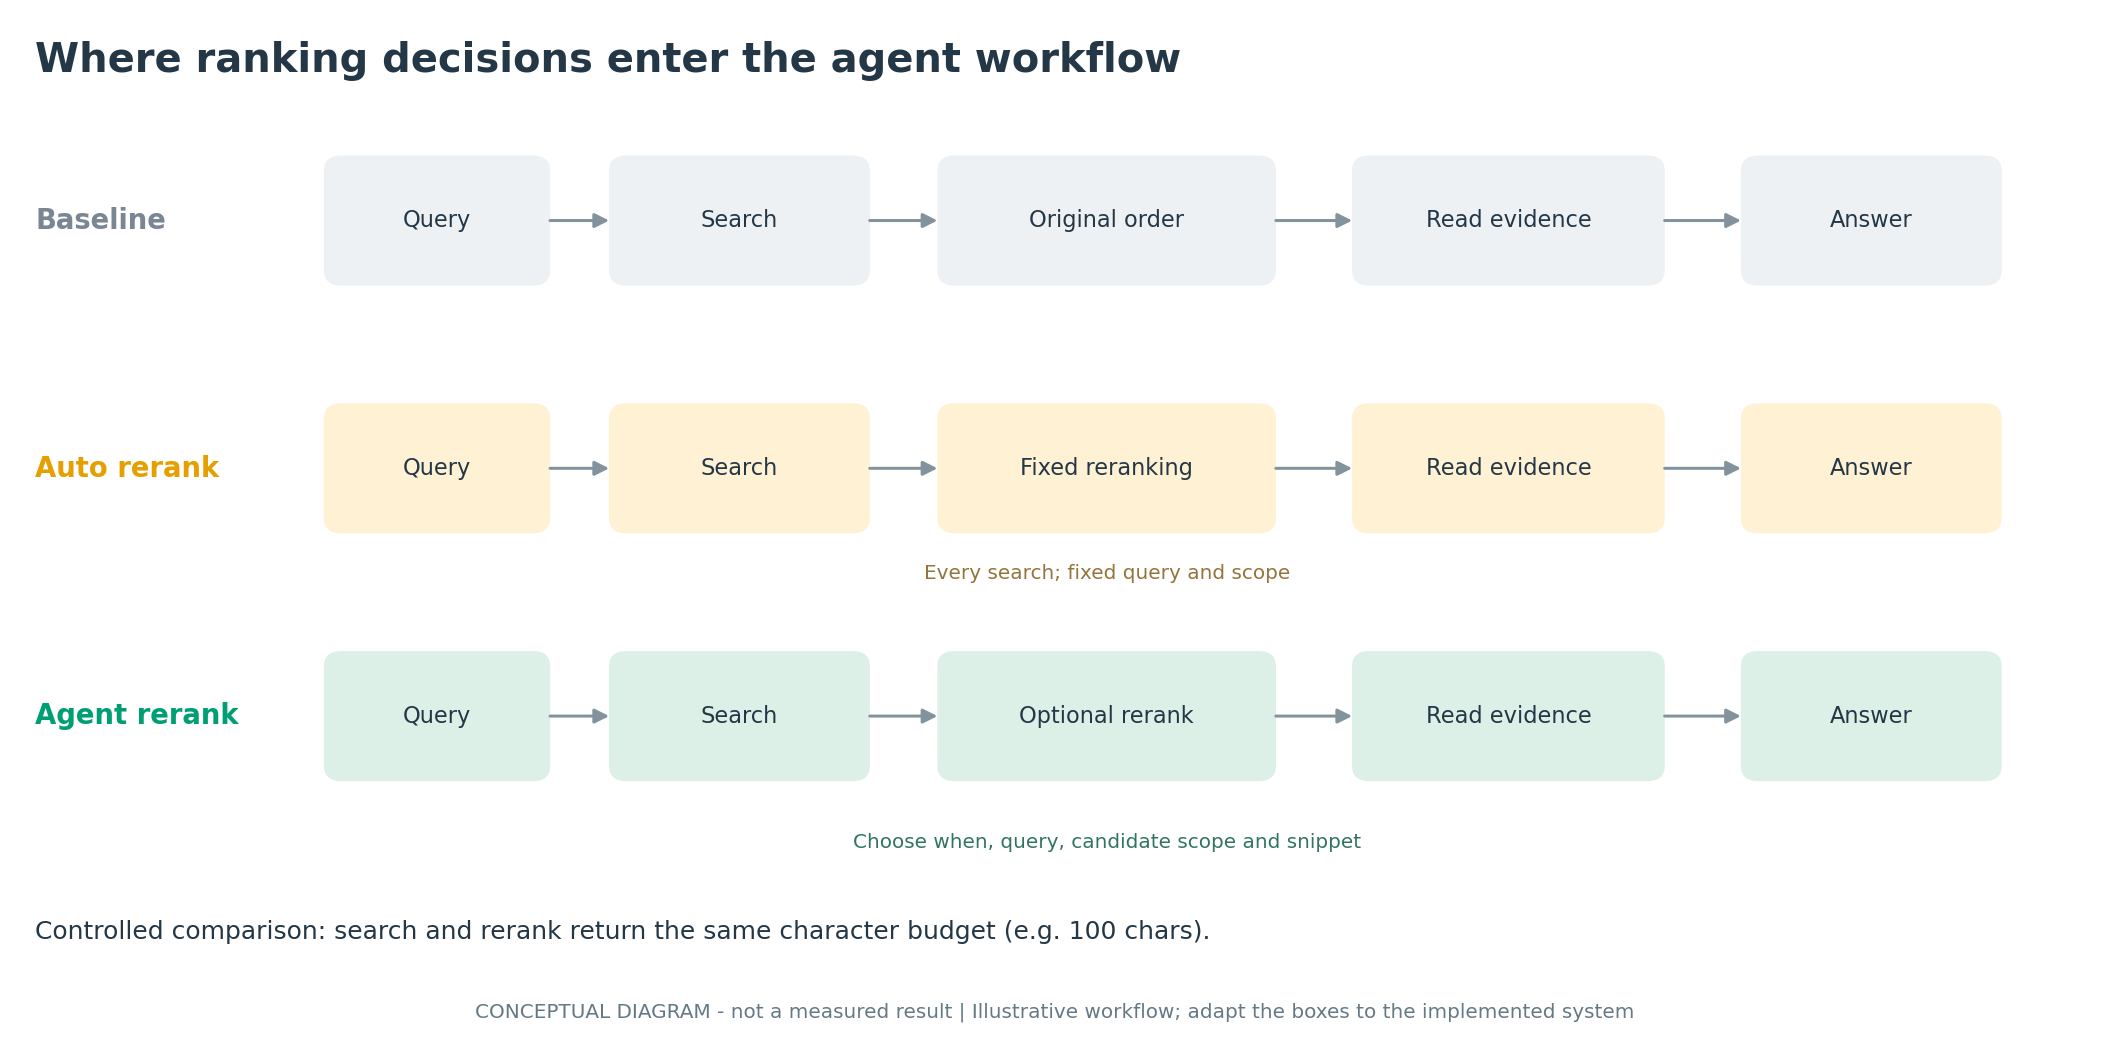 Where ranking decisions enter the agent workflow
Baseline
Query
Search
Original order
Read evidence
Answer
Auto rerank
Query
Search
Fixed reranking
Read evidence
Answer
Every search; fixed query and scope
Agent rerank
Query
Search
Optional rerank
Read evidence
Answer
Choose when, query, candidate scope and snippet
Controlled comparison: search and rerank return the same character budget (e.g. 100 chars).
CONCEPTUAL DIAGRAM - not a measured result | Illustrative workflow; adapt the boxes to the implemented system